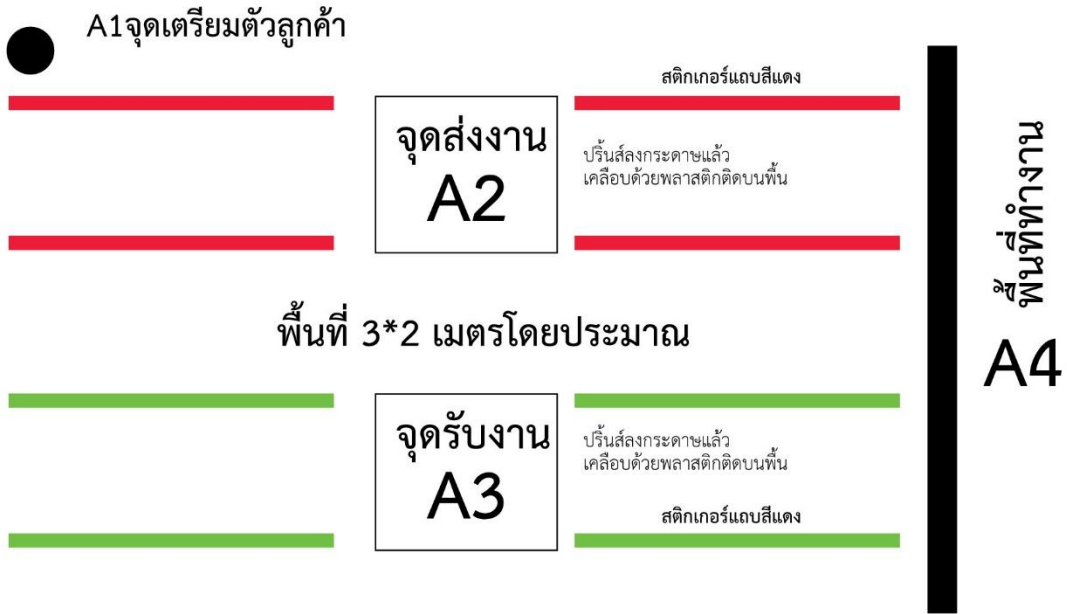 A1จุดเตรียมตัวลูกค้า
สติกเกอร์แถบสีแดง
จุดส่งงาน
A2
ปริ้นส์ลงกระดาษแล้ว
เคลือบด้วยพลาสติกติดบนพื้น
พื้นที่ 3*2 เมตรโดยประมาณ
จุดรับงาน
A3
ปริ้นส์ลงกระดาษแล้ว
เคลือบด้วยพลาสติกติดบนพื้น
สติกเกอร์แถบสีแดง
พื้นที่ทำงาน
A4